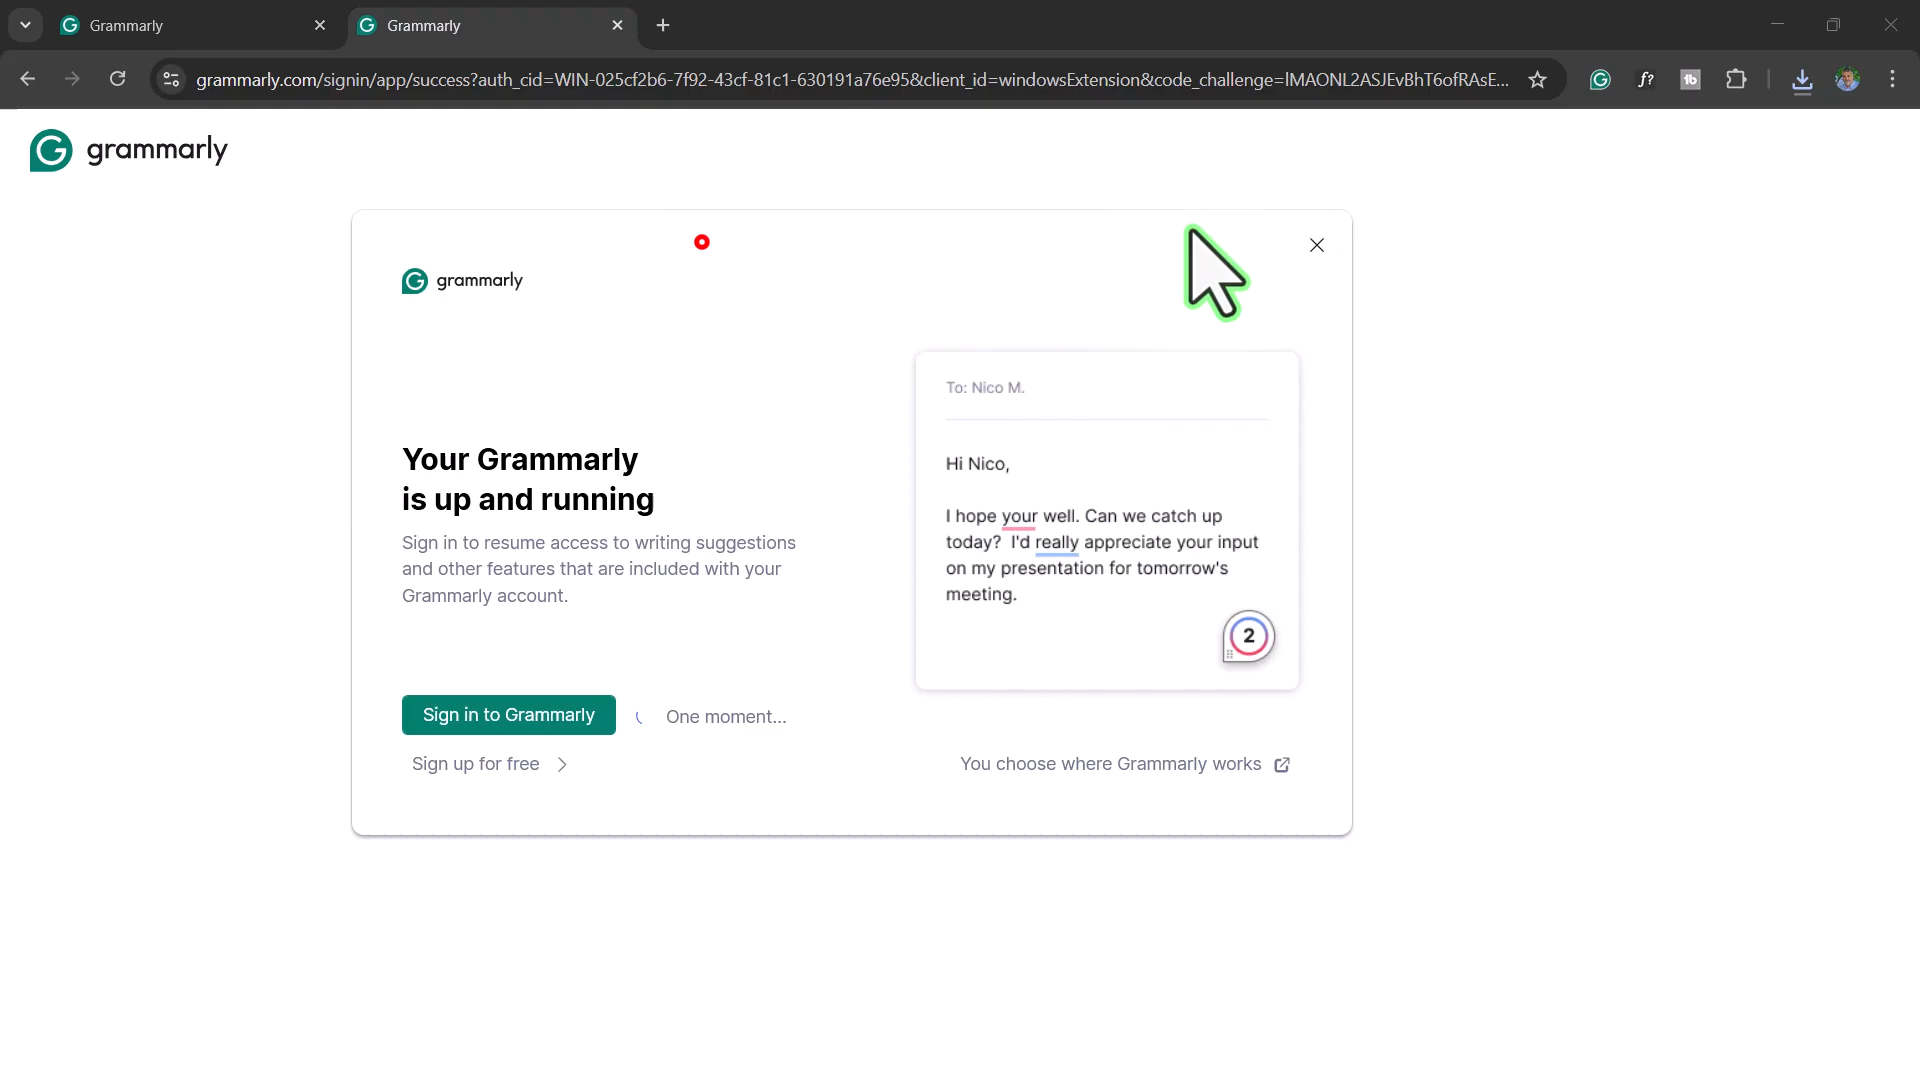 Grammarly
Grammarly
grammarly.com/signin/app/success?auth_cid=WIN-025cf2b6-7f92-43cf-81c1-630191a76e95&client_id=windowsExtension&code_challenge=lMAONL2ASJEvBhT6ofRAsE...
f?
tb
grammarly
grammarly
To: Nico M.
Hi Nico,
Your Grammarly
is up and running
I hope your well. Can we catch up
today? I'd really appreciate your input
on my presentation for tomorrow's
meeting.
Sign in to resume access to writing suggestions
and other features that are included with your
Grammarly account.
2
Sign in to Grammarly
One moment...
Sign up for free
You choose where Grammarly works